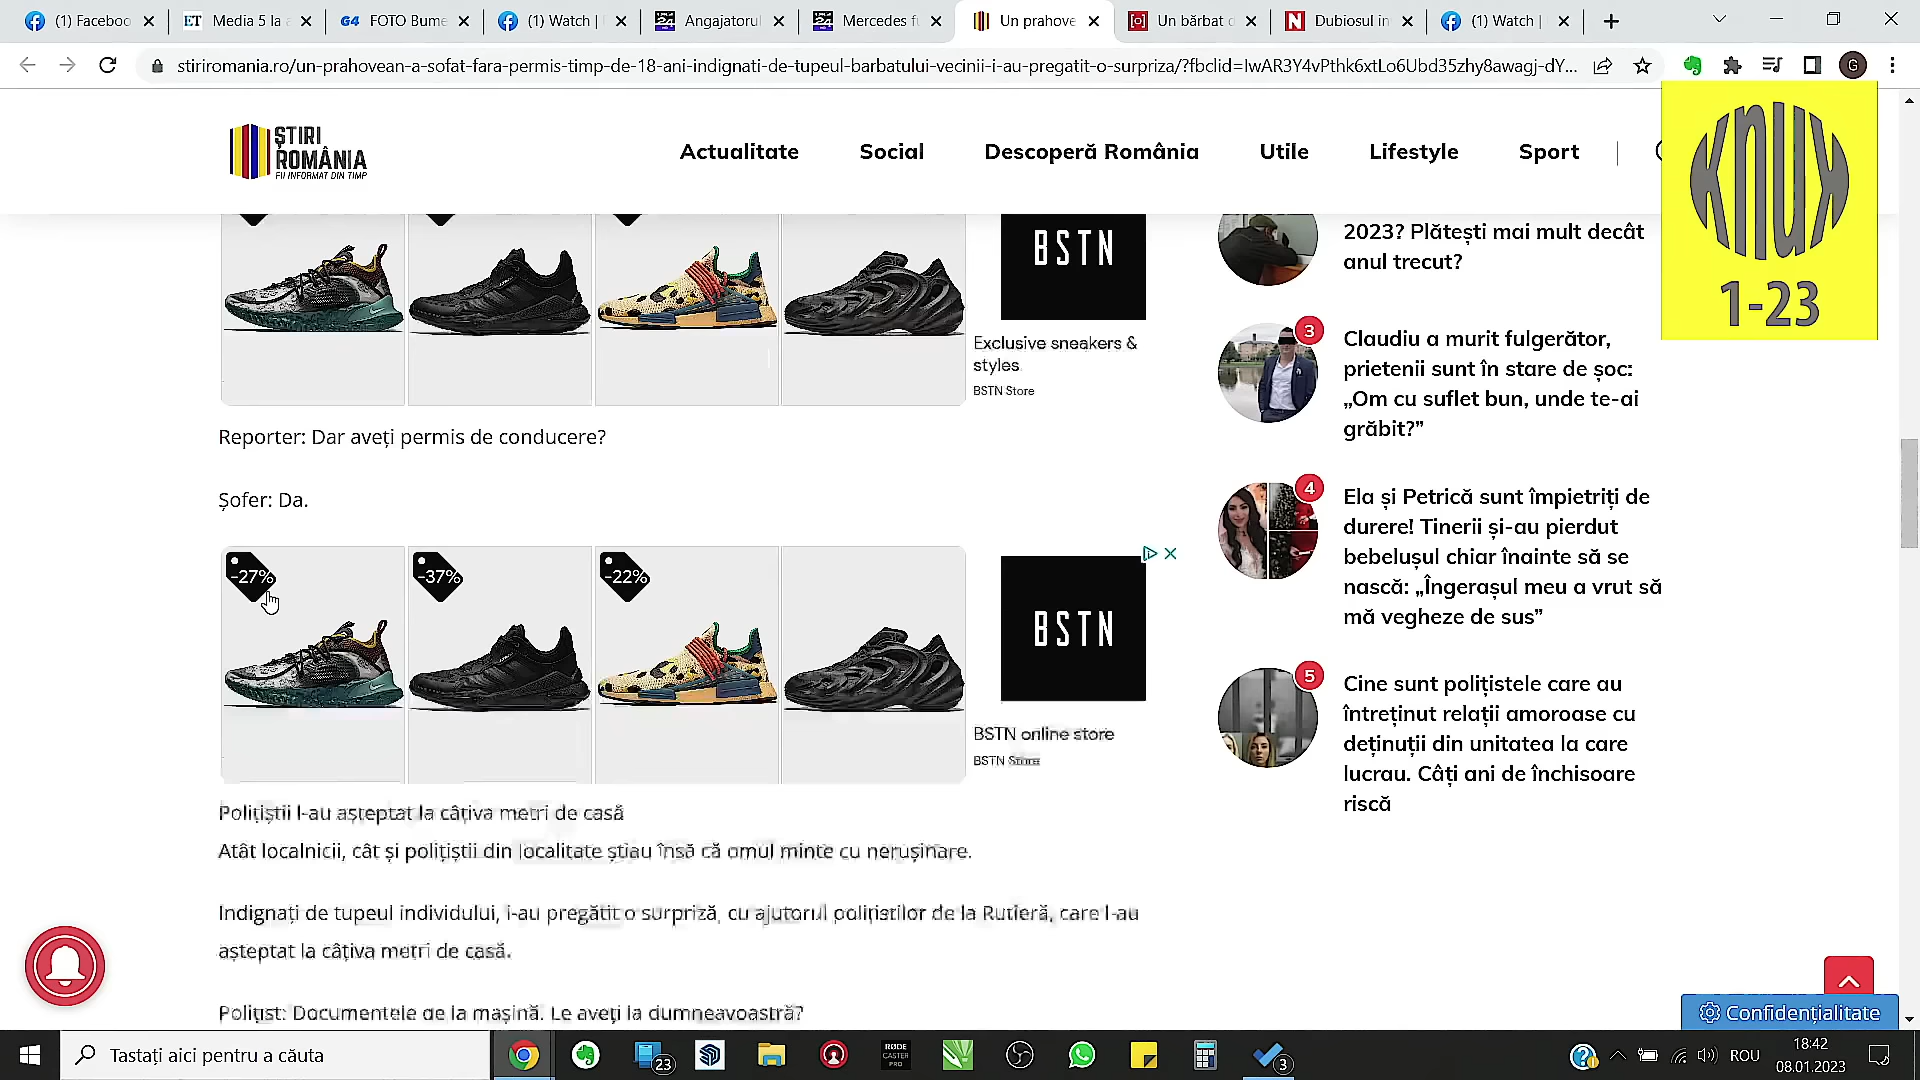 (1) Faceboo
Media 5 la a
FOTO Bume
(1) Watch |
Angajatorul
Mercedes fu
Un prahove
Un bărbat d
Dubiosul in
(1) Watch |
stiriromania.ro/un-prahovean-a-sofat-fara-permis-timp-de-18-ani-indignati-de-tupeul-barbatului-vecinii-i-au-pregatit-o-surpriza/?fbclid=IwAR3Y4vPthk6xtLo6Ubd35zhy8awagj-dY...
G
ȘTIRI
ROMÂNIA
FII INFORMAT DIN TIMP
Actualitate
Social
Descoperă România
Utile
Lifestyle
Sport
knuk
1-23
BSTN
Exclusive sneakers &
styles
BSTN Store
2023? Plătești mai mult decât
anul trecut?
3
Claudiu a murit fulgerător,
prietenii sunt în stare de șoc:
„Om cu suflet bun, unde te-ai
grăbit?”
Reporter: Dar aveți permis de conducere?
Șofer: Da.
-27%
-37%
-22%
BSTN
BSTN online store
BSTN Store
4
Ela și Petrică sunt împietriți de
durere! Tinerii și-au pierdut
bebelușul chiar înainte să se
nască: „Îngerașul meu a vrut să
mă vegheze de sus”
5
Cine sunt polițistele care au
întreținut relații amoroase cu
deținuții din unitatea la care
lucrau. Câți ani de închisoare
riscă
Polițiștii l-au așteptat la câțiva metri de casă
Atât localnicii, cât și polițiștii din localitate știau însă că omul minte cu nerușinare.
Indignați de tupeul individului, i-au pregătit o surpriză, cu ajutorul polițiștilor de la Rutieră, care l-au
așteptat la câțiva metri de casă.
Polițist: Documentele de la mașină. Le aveți la dumneavoastră?
Confidențialitate
Tastați aici pentru a căuta
23
RØDE
CASTER
PRO
3
ROU
18:42
08.01.2023